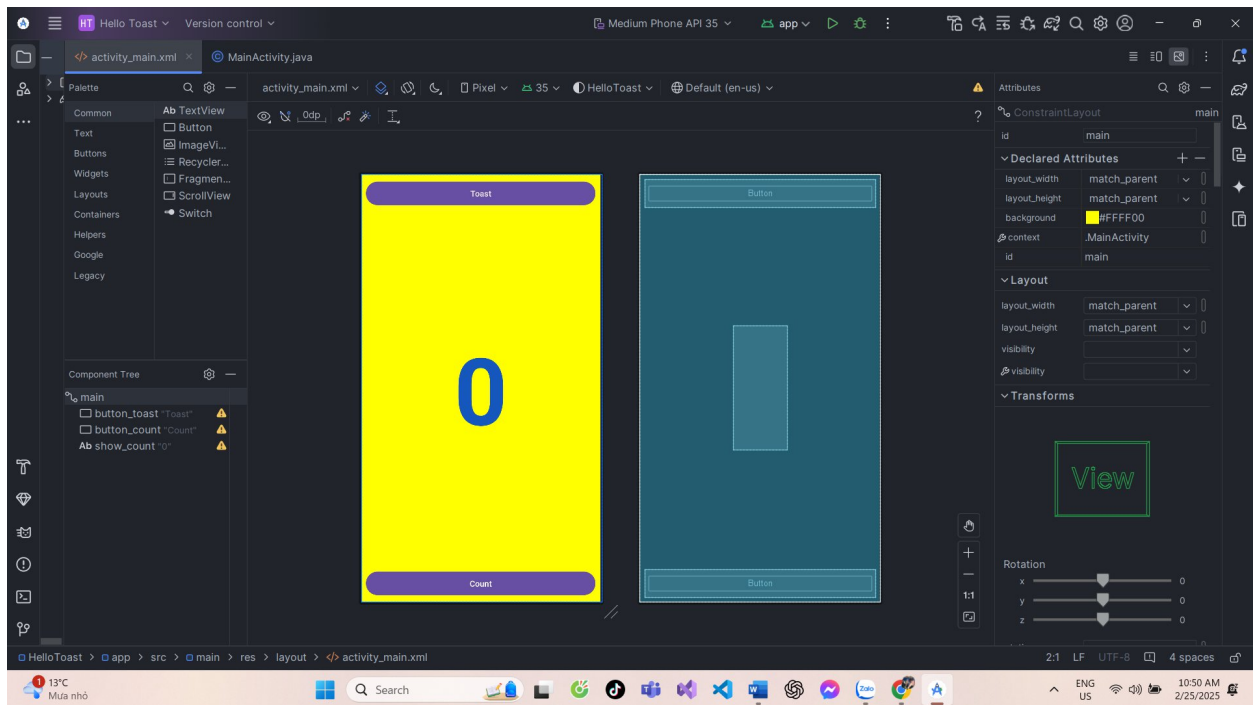 HT Hello Toast Version control Medium Phone API 35 app
activity_main.xml MainActivity.java
Palette
Common
Text
Buttons
Widgets
Layouts
Containers
Helpers
Google
Legacy
Ab TextView
Button
ImageVi...
Recycler...
Fragmen...
ScrollView
Switch
activity_main.xml Pixel 35 HelloToast Default (en-us)
0dp
?
Toast
0
Count
Button
Button
Component Tree
main
button_toast "Toast"
button_count "Count"
Ab show_count "0"
1:1
Attributes
ConstraintLayout main
id main
Declared Attributes
layout_width match_parent
layout_height match_parent
background #FFFF00
context .MainActivity
id main
Layout
layout_width match_parent
layout_height match_parent
visibility
visibility
Transforms
View
Rotation
x 0
y 0
z 0
HelloToast > app > src > main > res > layout > activity_main.xml
2:1 LF UTF-8 4 spaces
1
13°C
Mưa nhỏ
Search
Zalo
ENG
US
10:50 AM
2/25/2025